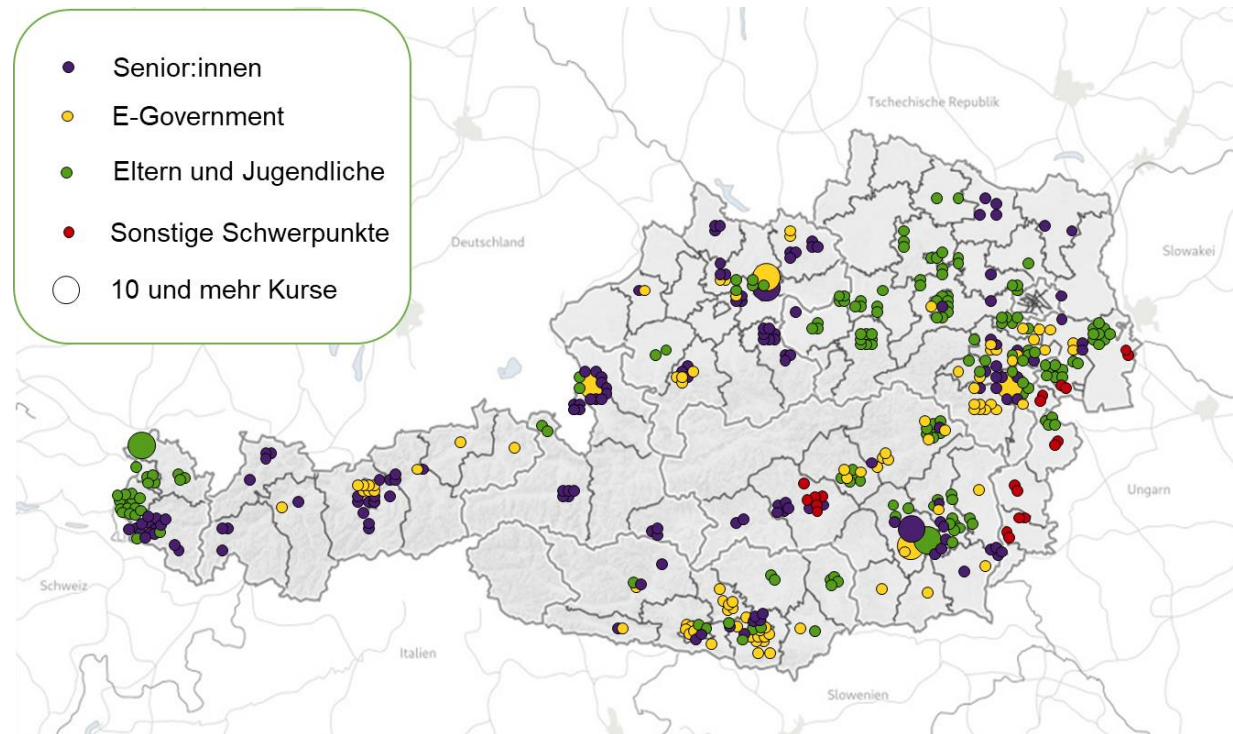 Senior:innen
E-Government
Eltern und Jugendliche
Sonstige Schwerpunkte
10 und mehr Kurse
Tschechische Republik
Deutschland
Slowakei
Ungarn
Schweiz
Italien
Slowenien